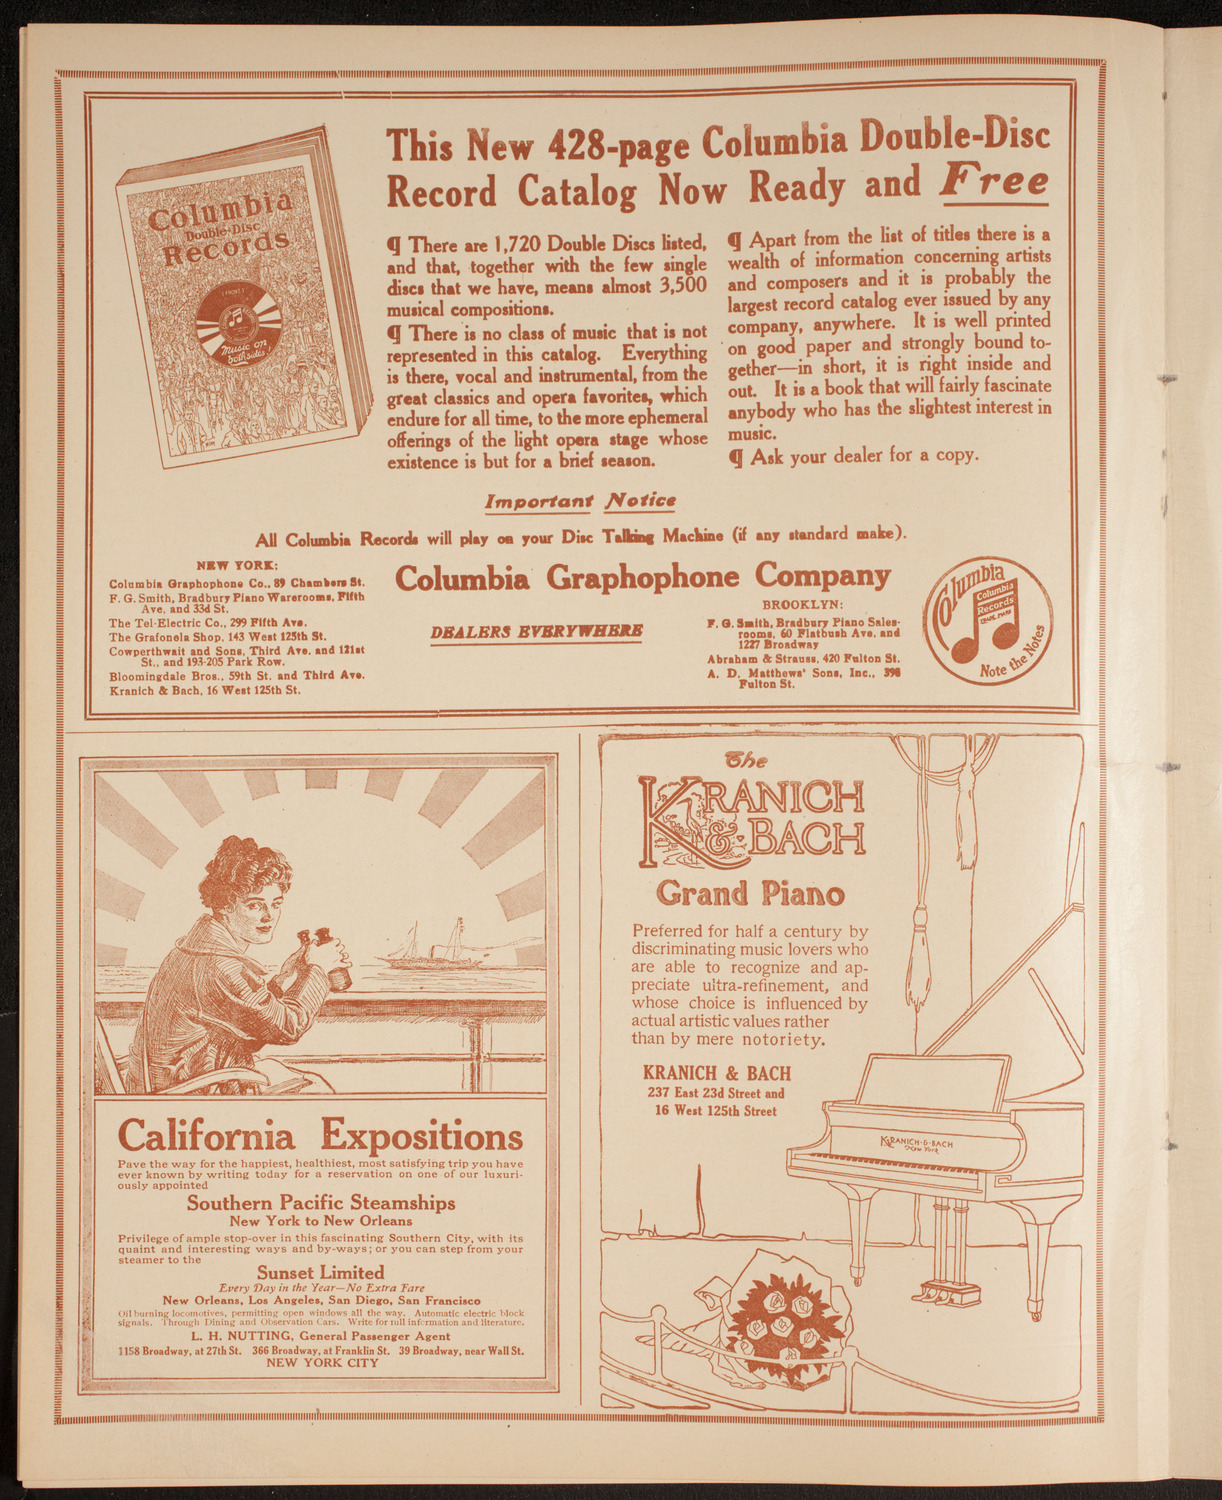 This New 428-page Columbia Double-Disc
Record Catalog Now Ready and Free
Columbia
Double-Disc
Records
Music on
both sides!
¶ There are 1,720 Double Discs listed,
and that, together with the few single
discs that we have, means almost 3,500
musical compositions.
¶ There is no class of music that is not
represented in this catalog. Everything
is there, vocal and instrumental, from the
great classics and opera favorites, which
endure for all time, to the more ephemeral
offerings of the light opera stage whose
existence is but for a brief season.
¶ Apart from the list of titles there is a
wealth of information concerning artists
and composers and it is probably the
largest record catalog ever issued by any
company, anywhere. It is well printed
on good paper and strongly bound to-
gether—in short, it is right inside and
out. It is a book that will fairly fascinate
anybody who has the slightest interest in
music.
¶ Ask your dealer for a copy.
Important Notice
All Columbia Records will play on your Disc Talking Machine (if any standard make).
NEW YORK:
Columbia Graphophone Co., 89 Chambers St.
F. G. Smith, Bradbury Piano Warerooms, Fifth
Ave. and 33d St.
The Tel-Electric Co., 299 Fifth Ave.
The Grafonola Shop, 143 West 125th St.
Cowperthwait and Sons, Third Ave. and 121st
St., and 193-205 Park Row.
Bloomingdale Bros., 59th St. and Third Ave.
Kranich & Bach, 16 West 125th St.
Columbia Graphophone Company
DEALERS EVERYWHERE
BROOKLYN:
F. G. Smith, Bradbury Piano Sales-
rooms, 60 Flatbush Ave. and
1227 Broadway
Abraham & Strauss, 420 Fulton St.
A. D. Matthews' Sons, Inc., 398
Fulton St.
Columbia
Columbia
Records
TRADE MARK
Note the Notes
California Expositions
Pave the way for the happiest, healthiest, most satisfying trip you have
ever known by writing today for a reservation on one of our luxuri-
ously appointed
Southern Pacific Steamships
New York to New Orleans
Privilege of ample stop-over in this fascinating Southern City, with its
quaint and interesting ways and by-ways; or you can step from your
steamer to the
Sunset Limited
Every Day in the Year—No Extra Fare
New Orleans, Los Angeles, San Diego, San Francisco
Oil burning locomotives, permitting open windows all the way. Automatic electric block
signals. Through Dining and Observation Cars. Write for full information and literature.
L. H. NUTTING, General Passenger Agent
1158 Broadway, at 27th St. 366 Broadway, at Franklin St. 39 Broadway, near Wall St.
NEW YORK CITY
The
KRANICH
& BACH
Grand Piano
Preferred for half a century by
discriminating music lovers who
are able to recognize and ap-
preciate ultra-refinement, and
whose choice is influenced by
actual artistic values rather
than by mere notoriety.
KRANICH & BACH
237 East 23d Street and
16 West 125th Street
KRANICH-&-BACH
New York